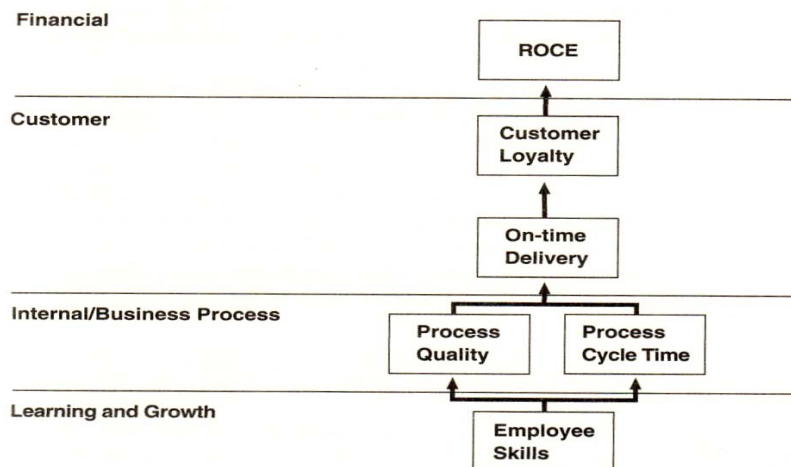 Financial
ROCE
Customer
Customer
Loyalty
On-time
Delivery
Internal/Business Process
Process
Quality
Process
Cycle Time
Learning and Growth
Employee
Skills